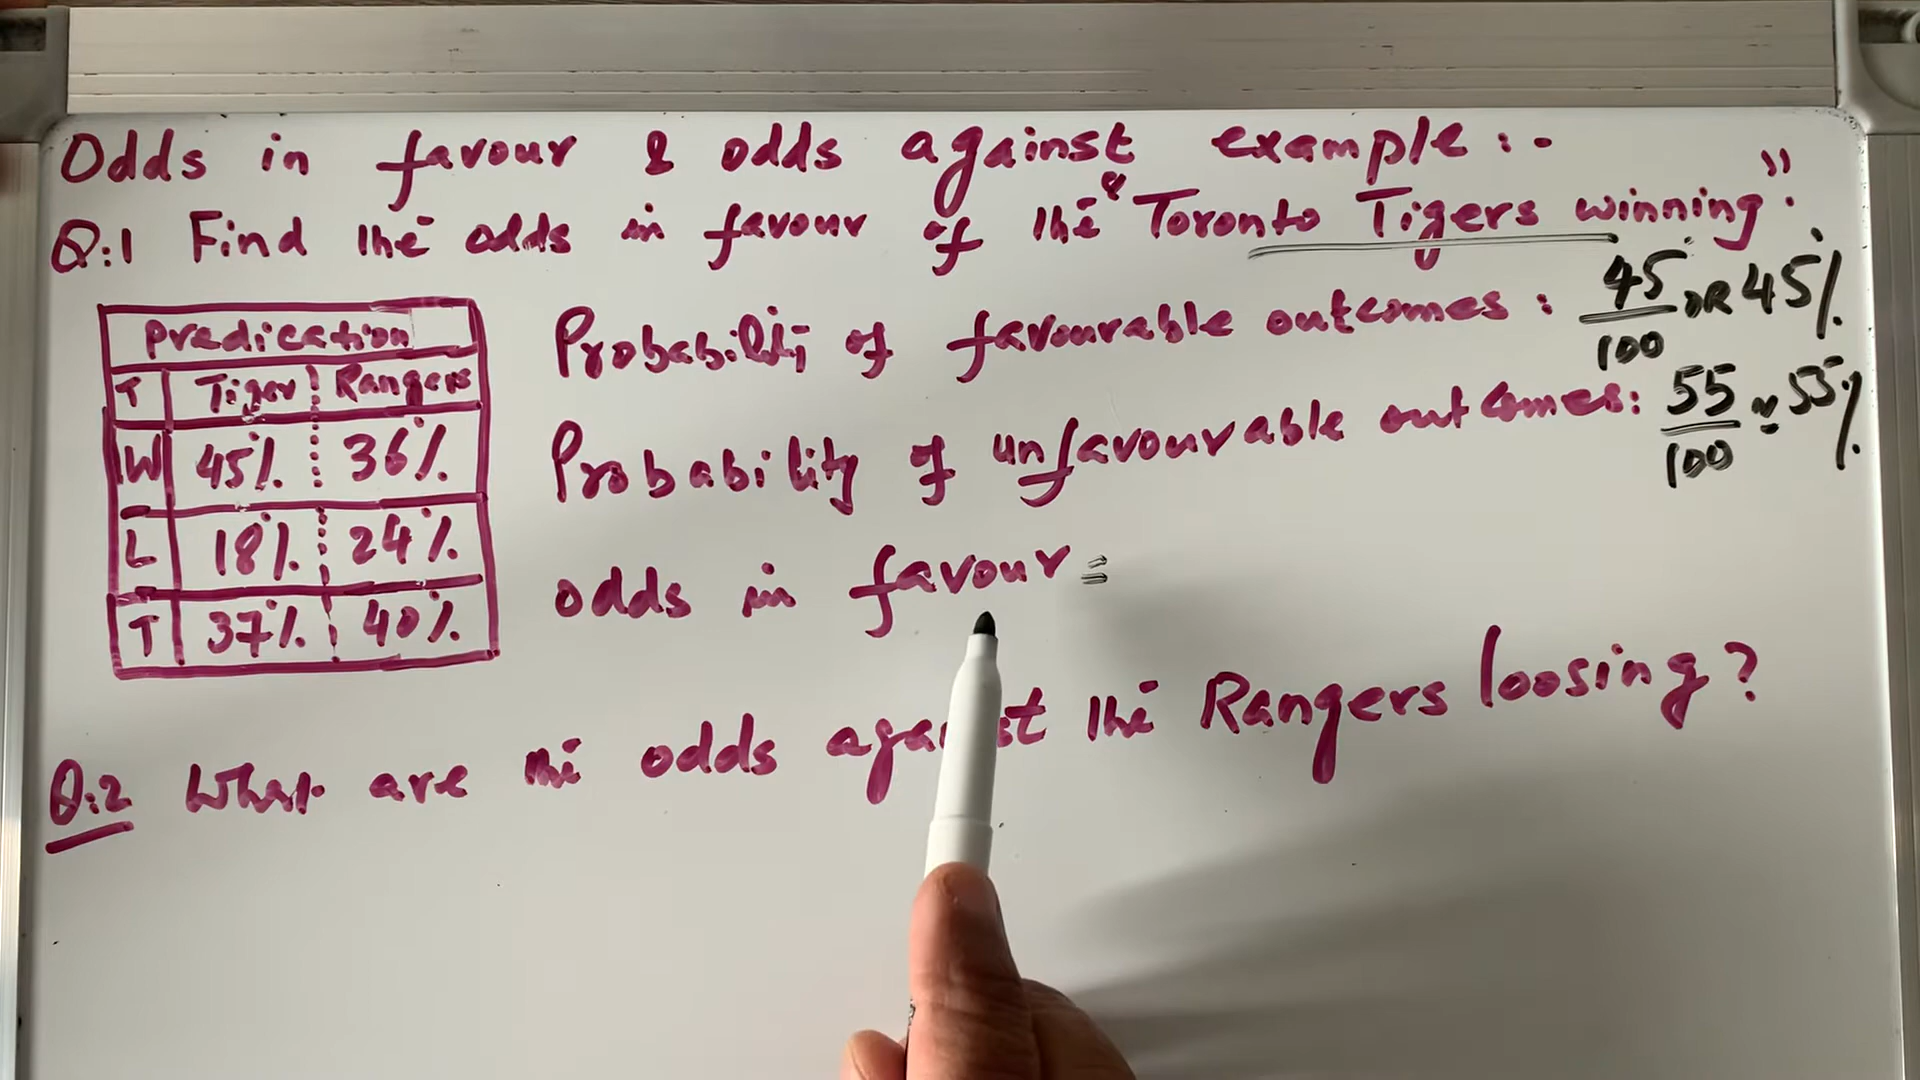 Odds in favour & odds against example:-
Q:1 Find the odds in favour of the "Toronto Tigers winning".
Predication
T Tiger Rangers
W 45% 36%
L 18% 24%
T 37% 40%
Probability of favourable outcomes: 45/100 OR 45%
Probability of unfavourable outcomes: 55/100 55%
odds in favour =
Q:2 What are the odds against the Rangers loosing?